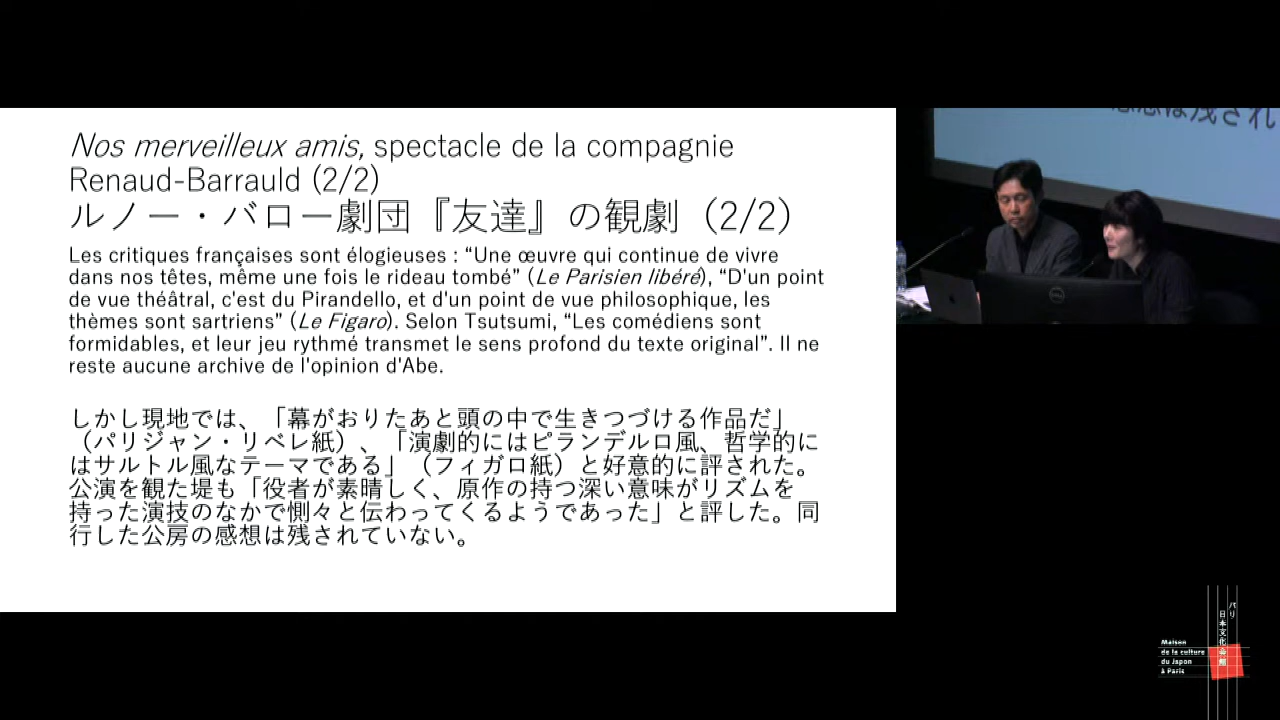 Nos merveilleux amis, spectacle de la compagnie
Renaud-Barrauld (2/2)
ルノー・バロー劇団『友達』の観劇（2/2）
Les critiques françaises sont élogieuses : “Une œuvre qui continue de vivre
dans nos têtes, même une fois le rideau tombé” (Le Parisien libéré), “D'un point
de vue théâtral, c'est du Pirandello, et d'un point de vue philosophique, les
thèmes sont sartriens” (Le Figaro). Selon Tsutsumi, “Les comédiens sont
formidables, et leur jeu rythmé transmet le sens profond du texte original”. Il ne
reste aucune archive de l'opinion d'Abe.
しかし現地では、「幕がおりたあと頭の中で生きつづける作品だ」
（パリジャン・リベレ紙）、「演劇的にはピランデルロ風、哲学的に
はサルトル風なテーマである」（フィガロ紙）と好意的に評された。
公演を観た堤も「役者が素晴しく、原作の持つ深い意味がリズムを
持った演技のなかで惻々と伝わってくるようであった」と評した。同
行した公房の感想は残されていない。
感想は残され
DELL
パリ
日本文化会館
Maison
de la culture
du Japon
à Paris